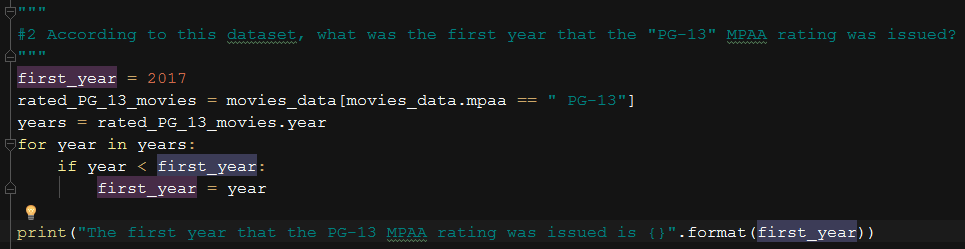 """
#2 According to this dataset, what was the first year that the "PG-13" MPAA rating was issued?
"""
first_year = 2017
rated_PG_13_movies = movies_data[movies_data.mpaa == " PG-13"]
years = rated_PG_13_movies.year
for year in years:
    if year < first_year:
        first_year = year
print("The first year that the PG-13 MPAA rating was issued is {}".format(first_year))